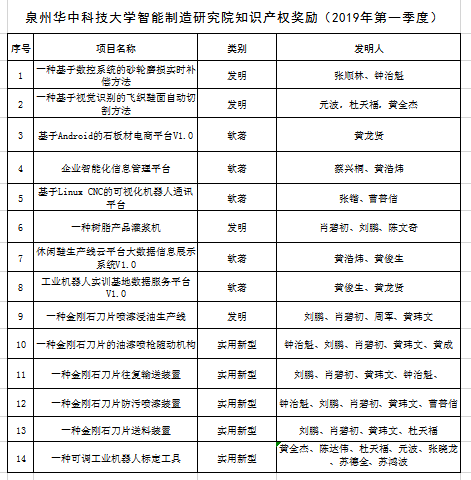 泉州华中科技大学智能制造研究院知识产权奖励（2019年第一季度）
序号 项目名称 类别 发明人
1 一种基于数控系统的砂轮磨损实时补偿方法 发明 张顺林、钟治魁
2 一种基于视觉识别的飞织鞋面自动切割方法 发明 元波，杜天福，黄全杰
3 基于Android的石板材电商平台V1.0 软著 黄龙贤
4 企业智能化信息管理平台 软著 蔡兴桐、黄浩炜
5 基于Linux CNC的可视化机器人通讯平台 软著 张锴、曹普信
6 一种树脂产品灌浆机 发明 肖碧初、刘鹏、陈文奇
7 休闲鞋生产线云平台大数据信息展示系统V1.0 软著 黄浩炜、黄俊生
8 工业机器人实训基地数据服务平台V1.0 软著 黄俊生、黄龙贤
9 一种金刚石刀片喷漆浸油生产线 发明 刘鹏、肖碧初、周军、黄玮文
10 一种金刚石刀片的油漆喷枪随动机构 实用新型 钟治魁、刘鹏、肖碧初、黄玮文、黄成
11 一种金刚石刀片往复输送装置 实用新型 刘鹏、肖碧初、黄玮文、钟治魁、
12 一种金刚石刀片防污喷漆装置 实用新型 钟治魁、刘鹏、肖碧初、黄玮文、曹普信
13 一种金刚石刀片送料装置 实用新型 刘鹏、肖碧初、黄玮文、杜天福
14 一种可调工业机器人标定工具 实用新型 黄全杰、陈达伟、杜天福、元波、张晓龙、苏德全、苏鸿波